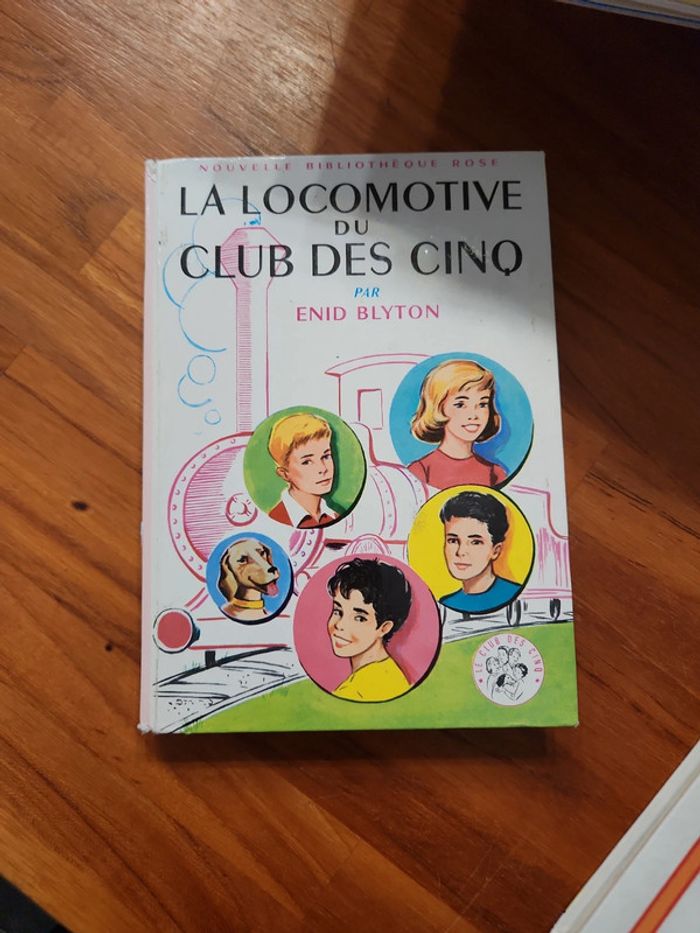 NOUVELLE BIBLIOTHÈQUE ROSE
LA LOCOMOTIVE
DU
CLUB DES CINQ
PAR
ENID BLYTON
LE CLUB DES CINQ